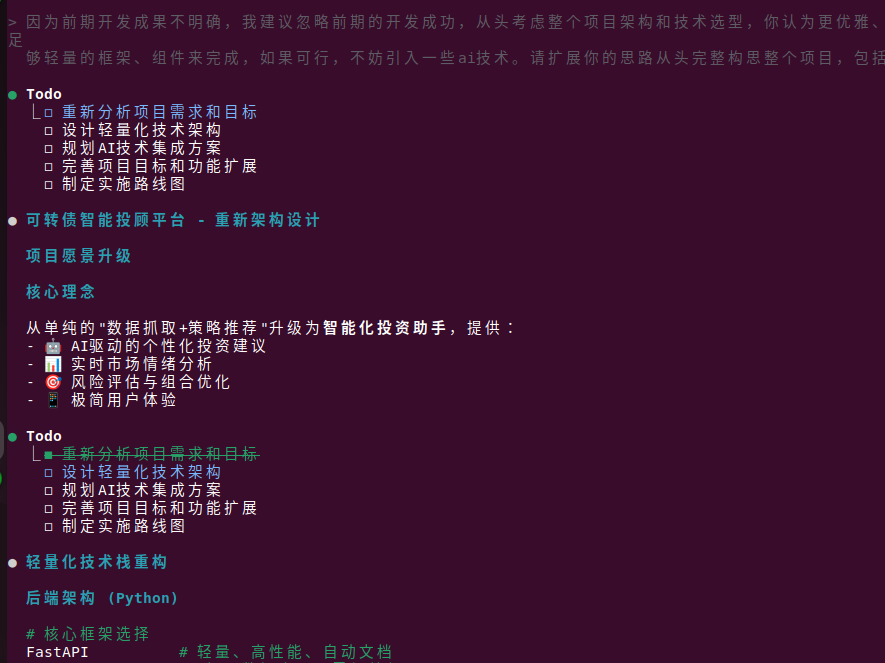 > 因为前期开发成果不明确，我建议忽略前期的开发成功，从头考虑整个项目架构和技术选型，你认为更优雅、
足
够轻量的框架、组件来完成，如果可行，不妨引入一些ai技术。请扩展你的思路从头完整构思整个项目，包括
● Todo
⎿ ☐ 重新分析项目需求和目标
☐ 设计轻量化技术架构
☐ 规划AI技术集成方案
☐ 完善项目目标和功能扩展
☐ 制定实施路线图
● 可转债智能投顾平台 - 重新架构设计
项目愿景升级
核心理念
从单纯的"数据抓取+策略推荐"升级为智能化投资助手，提供：
- 🤖 AI驱动的个性化投资建议
- 📊 实时市场情绪分析
- 🎯 风险评估与组合优化
- 📱 极简用户体验
● Todo
⎿ ■ 重新分析项目需求和目标
☐ 设计轻量化技术架构
☐ 规划AI技术集成方案
☐ 完善项目目标和功能扩展
☐ 制定实施路线图
● 轻量化技术栈重构
后端架构 (Python)
# 核心框架选择
FastAPI # 轻量、高性能、自动文档